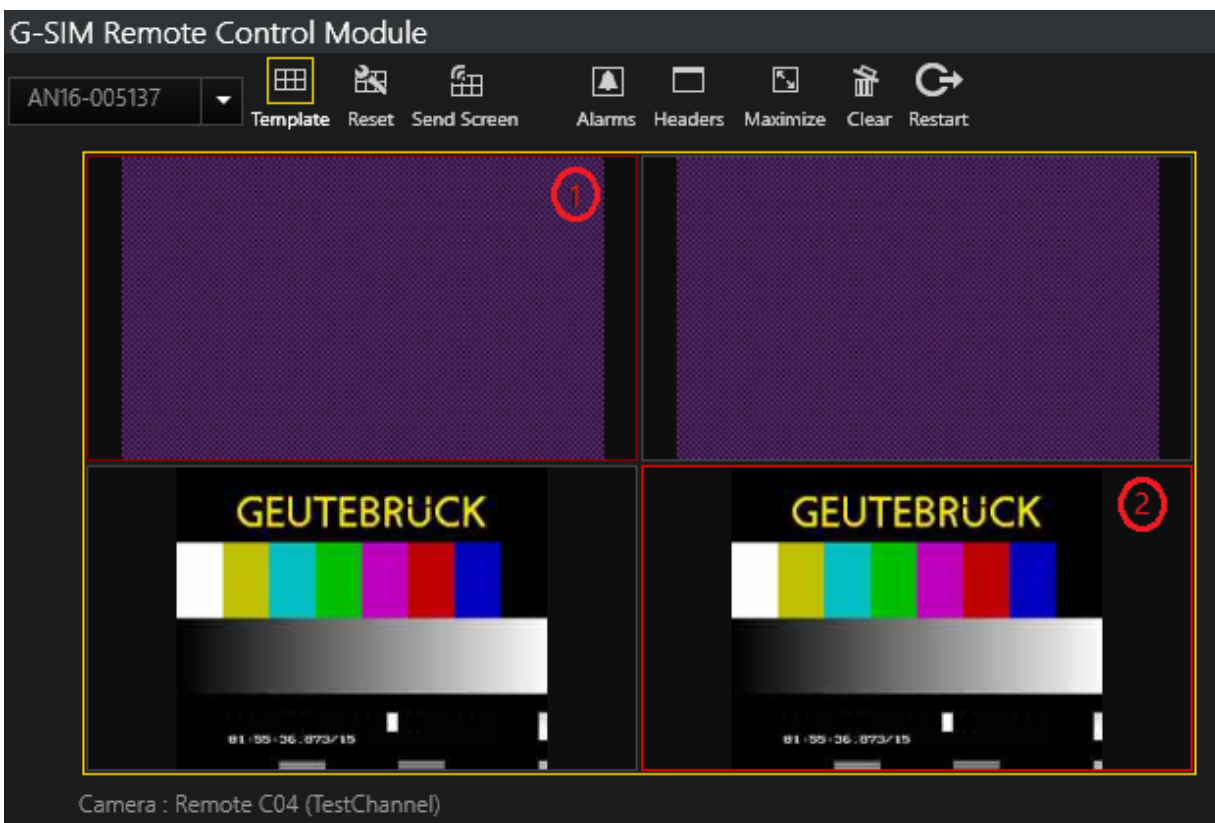 G-SIM Remote Control Module
AN16-005137
Template Reset Send Screen Alarms Headers Maximize Clear Restart
1
GEUTEBRÜCK GEUTEBRÜCK
2
01:55:36.873/15 01:55:36.873/15
Camera : Remote C04 (TestChannel)